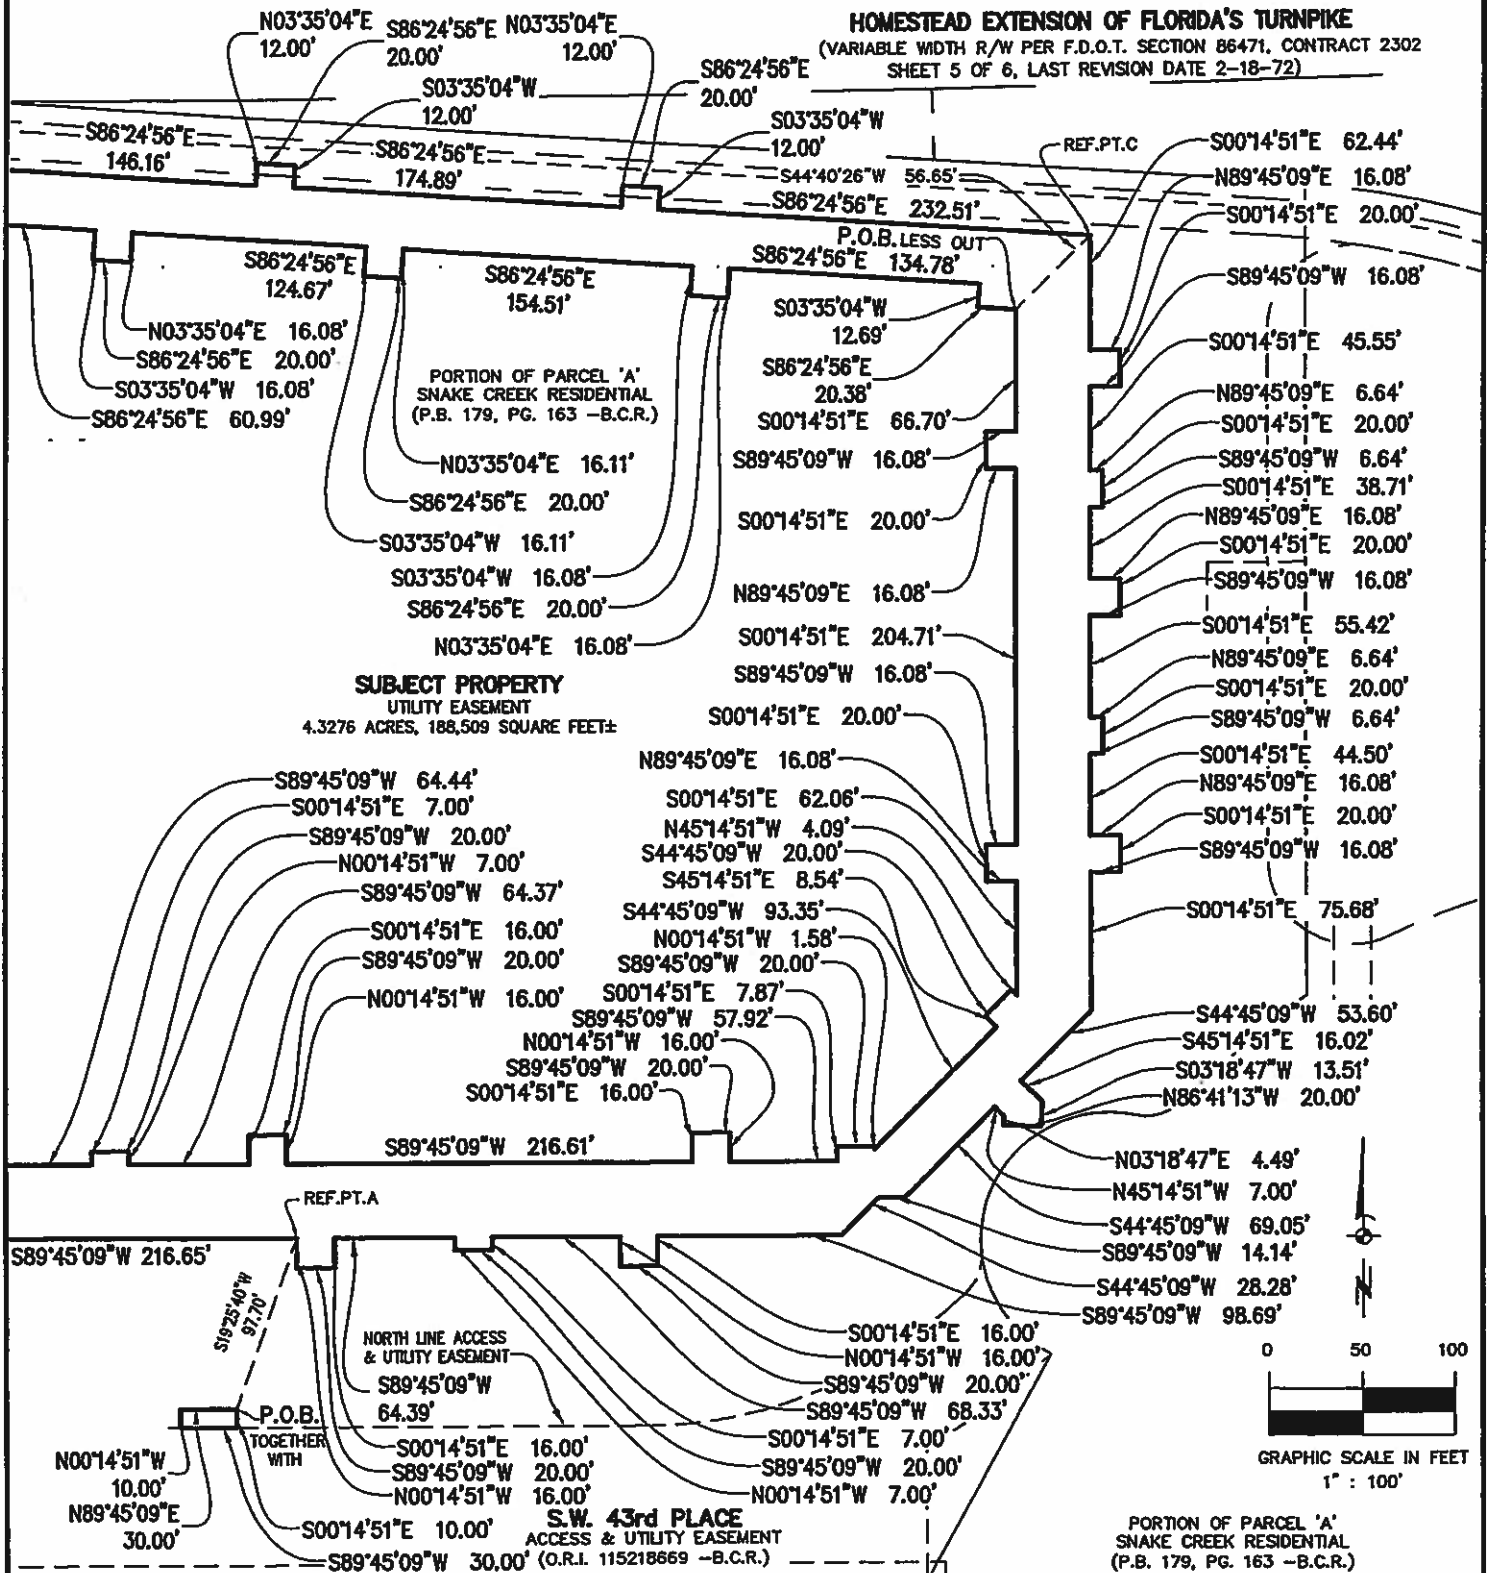 HOMESTEAD EXTENSION OF FLORIDA'S TURNPIKE
(VARIABLE WIDTH R/W PER F.D.O.T. SECTION 86471, CONTRACT 2302
SHEET 5 OF 6, LAST REVISION DATE 2-18-72)
N03°35'04"E
12.00'
S86°24'56"E
20.00'
N03°35'04"E
12.00'
S03°35'04"W
12.00'
S86°24'56"E
20.00'
S03°35'04"W
12.00'
S86°24'56"E
146.16'
S86°24'56"E
174.89'
S44°40'26"W 56.65'
S86°24'56"E 232.51'
REF.PT.C
P.O.B. LESS OUT
S86°24'56"E 134.78'
S00°14'51"E 62.44'
N89°45'09"E 16.08'
S00°14'51"E 20.00'
S89°45'09"W 16.08'
S00°14'51"E 45.55'
N89°45'09"E 6.64'
S00°14'51"E 20.00'
S89°45'09"W 6.64'
S00°14'51"E 38.71'
N89°45'09"E 16.08'
S00°14'51"E 20.00'
S89°45'09"W 16.08'
S00°14'51"E 55.42'
N89°45'09"E 6.64'
S00°14'51"E 20.00'
S89°45'09"W 6.64'
S00°14'51"E 44.50'
N89°45'09"E 16.08'
S00°14'51"E 20.00'
S89°45'09"W 16.08'
S00°14'51"E 75.68'
S44°45'09"W 53.60'
S45°14'51"E 16.02'
S03°18'47"W 13.51'
N86°41'13"W 20.00'
N03°18'47"E 4.49'
N45°14'51"W 7.00'
S44°45'09"W 69.05'
S89°45'09"W 14.14'
S44°45'09"W 28.28'
S89°45'09"W 98.69'
S86°24'56"E
124.67'
S86°24'56"E
154.51'
N03°35'04"E 16.08'
S86°24'56"E 20.00'
S03°35'04"W 16.08'
S86°24'56"E 60.99'
PORTION OF PARCEL 'A'
SNAKE CREEK RESIDENTIAL
(P.B. 179, PG. 163 -B.C.R.)
N03°35'04"E 16.11'
S86°24'56"E 20.00'
S03°35'04"W 16.11'
S03°35'04"W 16.08'
S86°24'56"E 20.00'
N03°35'04"E 16.08'
S03°35'04"W
12.69'
S86°24'56"E
20.38'
S00°14'51"E 66.70'
S89°45'09"W 16.08'
S00°14'51"E 20.00'
N89°45'09"E 16.08'
S00°14'51"E 204.71'
S89°45'09"W 16.08'
S00°14'51"E 20.00'
N89°45'09"E 16.08'
S00°14'51"E 62.06'
N45°14'51"W 4.09'
S44°45'09"W 20.00'
S45°14'51"E 8.54'
S44°45'09"W 93.35'
N00°14'51"W 1.58'
S89°45'09"W 20.00'
S00°14'51"E 7.87'
S89°45'09"W 57.92'
N00°14'51"W 16.00'
S89°45'09"W 20.00'
S00°14'51"E 16.00'
SUBJECT PROPERTY
UTILITY EASEMENT
4.3276 ACRES, 188,509 SQUARE FEET±
S89°45'09"W 64.44'
S00°14'51"E 7.00'
S89°45'09"W 20.00'
N00°14'51"W 7.00'
S89°45'09"W 64.37'
S00°14'51"E 16.00'
S89°45'09"W 20.00'
N00°14'51"W 16.00'
S89°45'09"W 216.61'
REF.PT.A
S89°45'09"W 216.65'
S19°25'40"W
97.70'
NORTH LINE ACCESS
& UTILITY EASEMENT
S89°45'09"W
64.39'
P.O.B.
TOGETHER
WITH
N00°14'51"W
10.00'
N89°45'09"E
30.00'
S00°14'51"E 10.00'
S89°45'09"W 30.00'
S00°14'51"E 16.00'
S89°45'09"W 20.00'
N00°14'51"W 16.00'
S00°14'51"E 16.00'
N00°14'51"W 16.00'
S89°45'09"W 20.00'
S89°45'09"W 68.33'
S00°14'51"E 7.00'
S89°45'09"W 20.00'
N00°14'51"W 7.00'
S.W. 43rd PLACE
ACCESS & UTILITY EASEMENT
(O.R.I. 115218669 -B.C.R.)
N
0 50 100
GRAPHIC SCALE IN FEET
1" : 100'
PORTION OF PARCEL 'A'
SNAKE CREEK RESIDENTIAL
(P.B. 179, PG. 163 -B.C.R.)